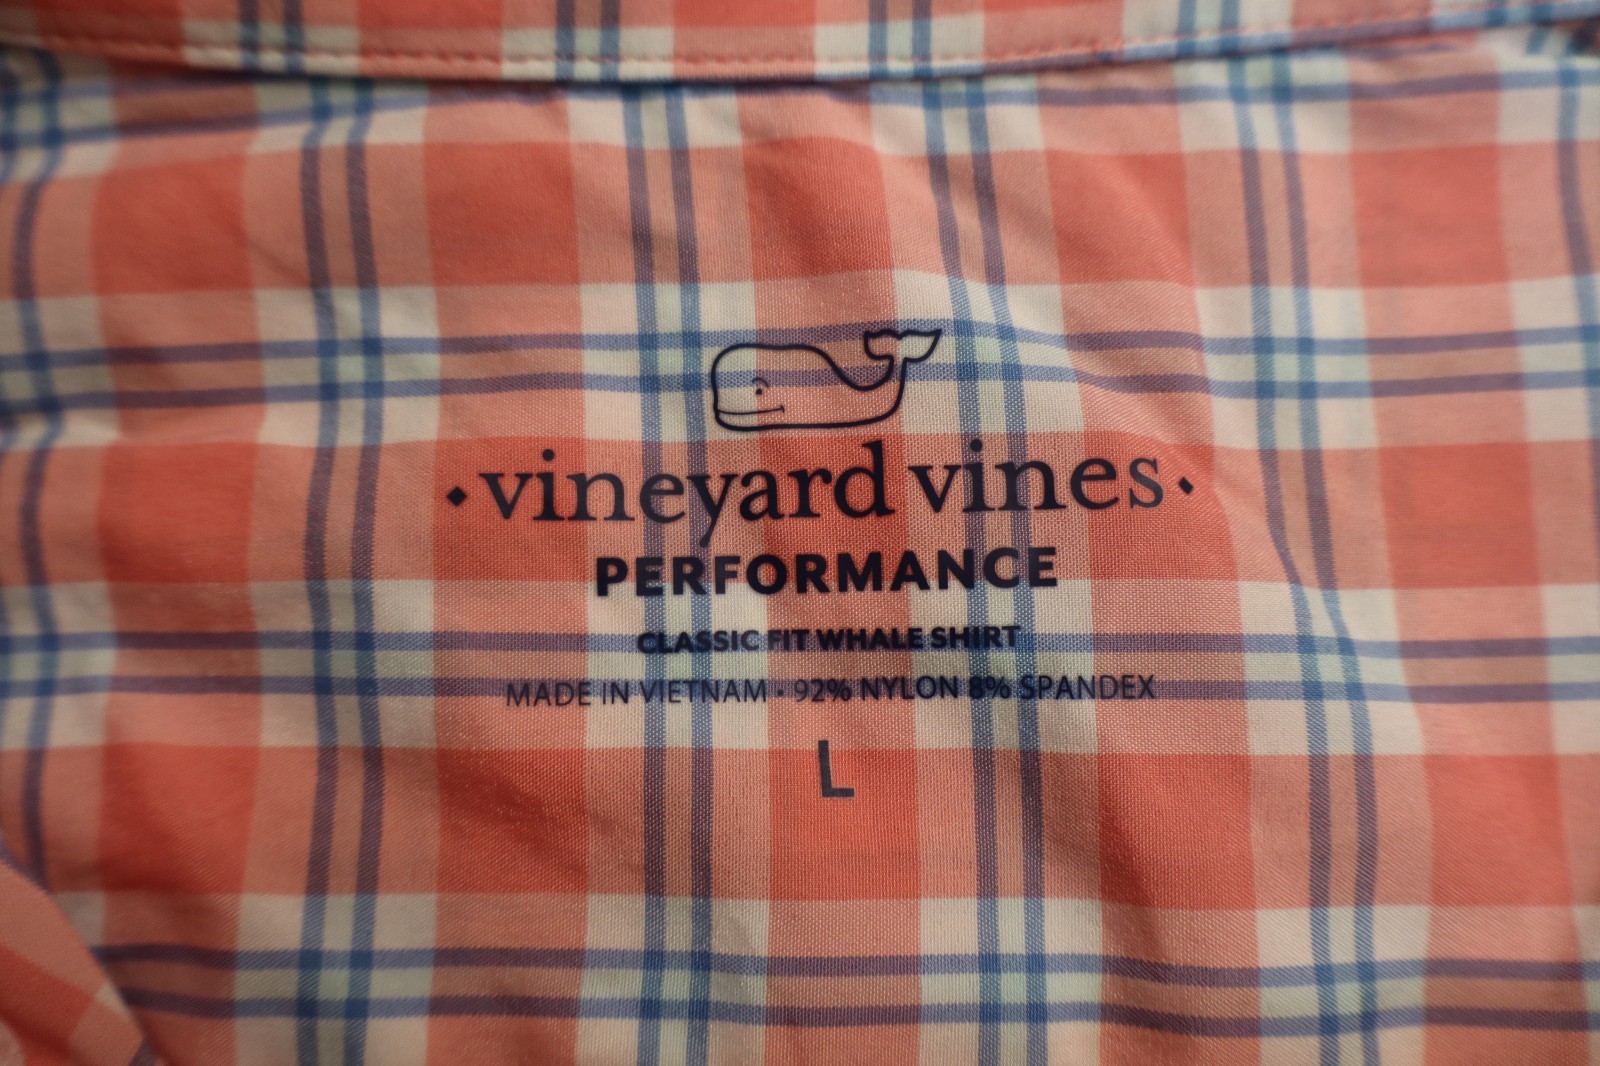 vineyard vines
PERFORMANCE
CLASSIC FIT WHALE SHIRT
MADE IN VIETNAM • 92% NYLON 8% SPANDEX
L